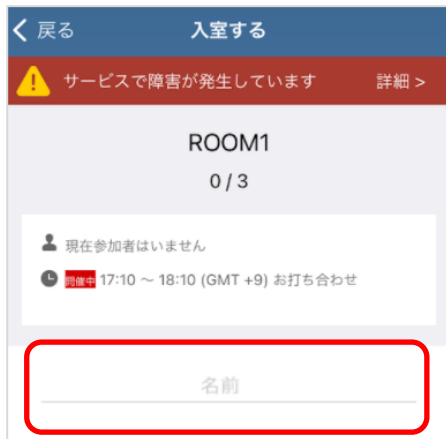 戻る 入室する
サービスで障害が発生しています 詳細 >
ROOM1
0 / 3
現在参加者はいません
開催中 17:10 ～ 18:10 (GMT +9) お打ち合わせ
名前